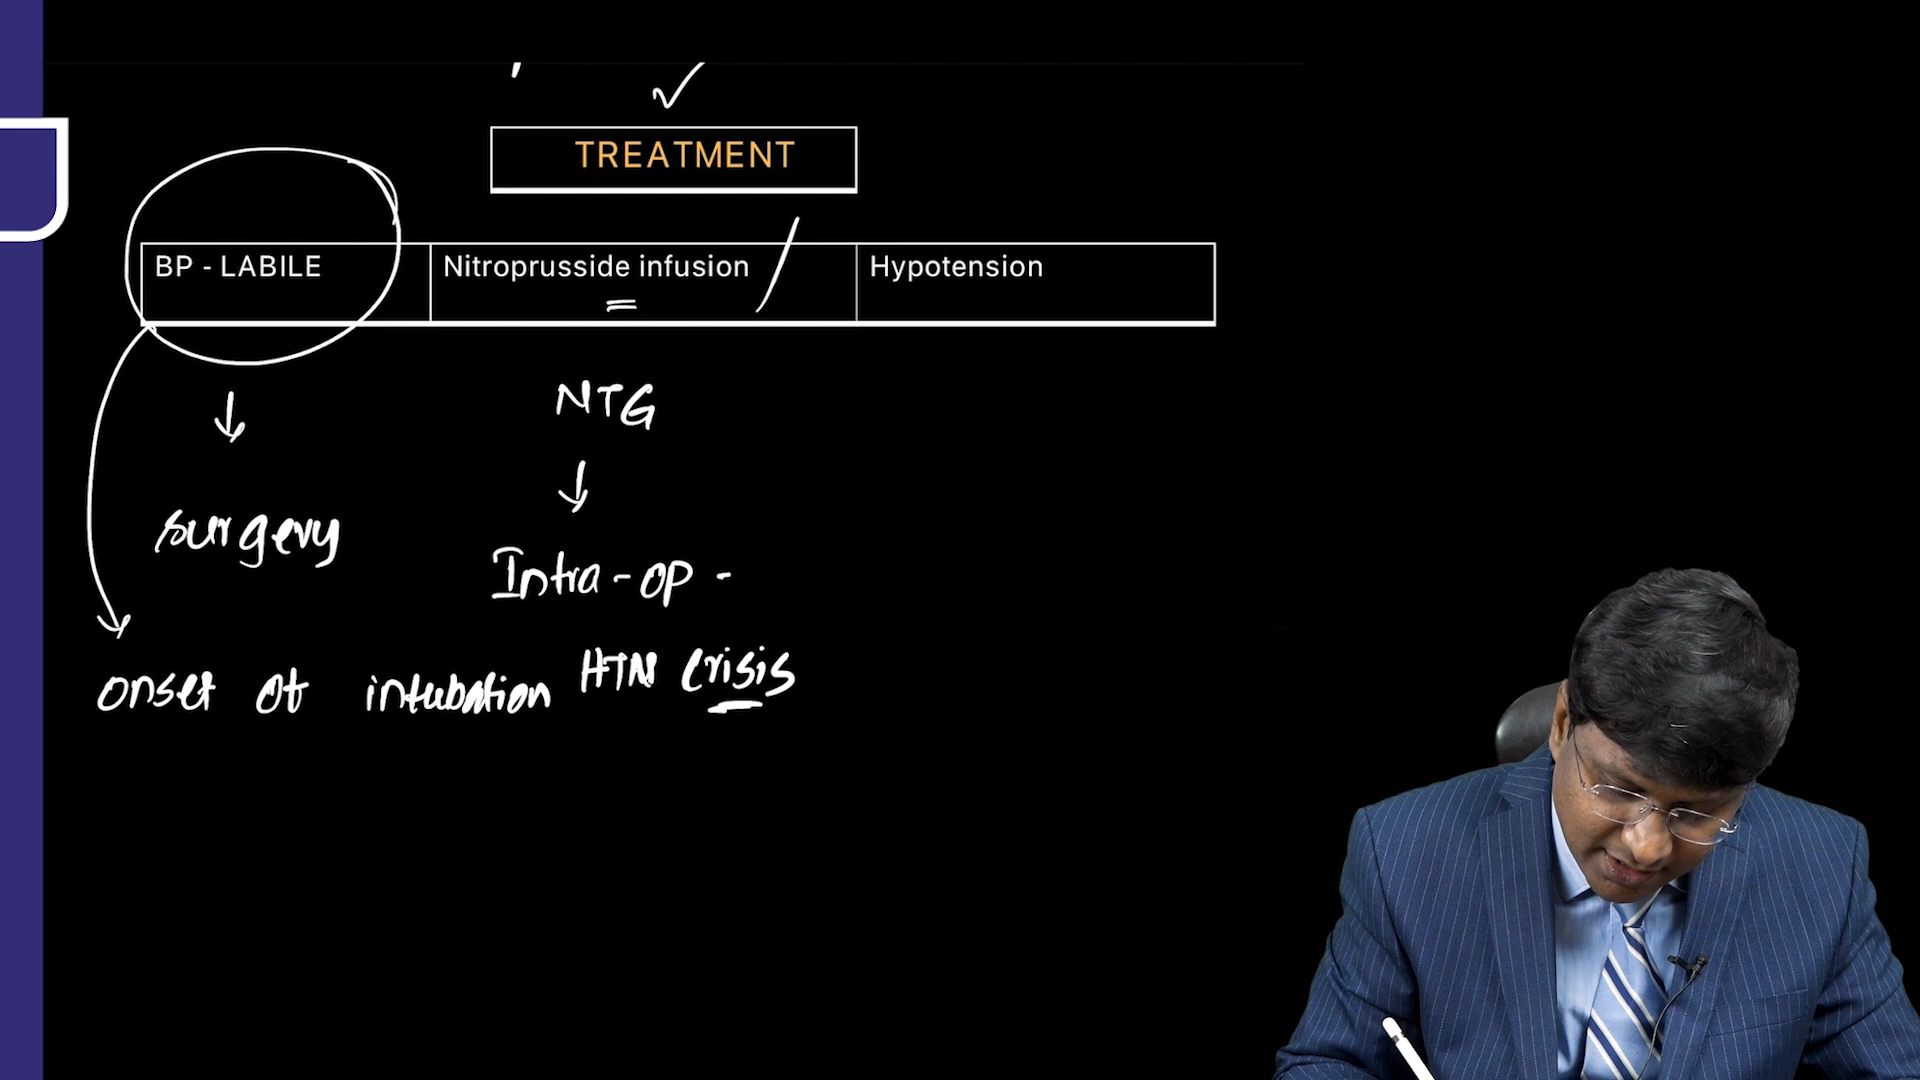 TREATMENT
BP - LABILE
Nitroprusside infusion
Hypotension
NTG
surgery
Intra-op -
onset of intubation
HTN crisis